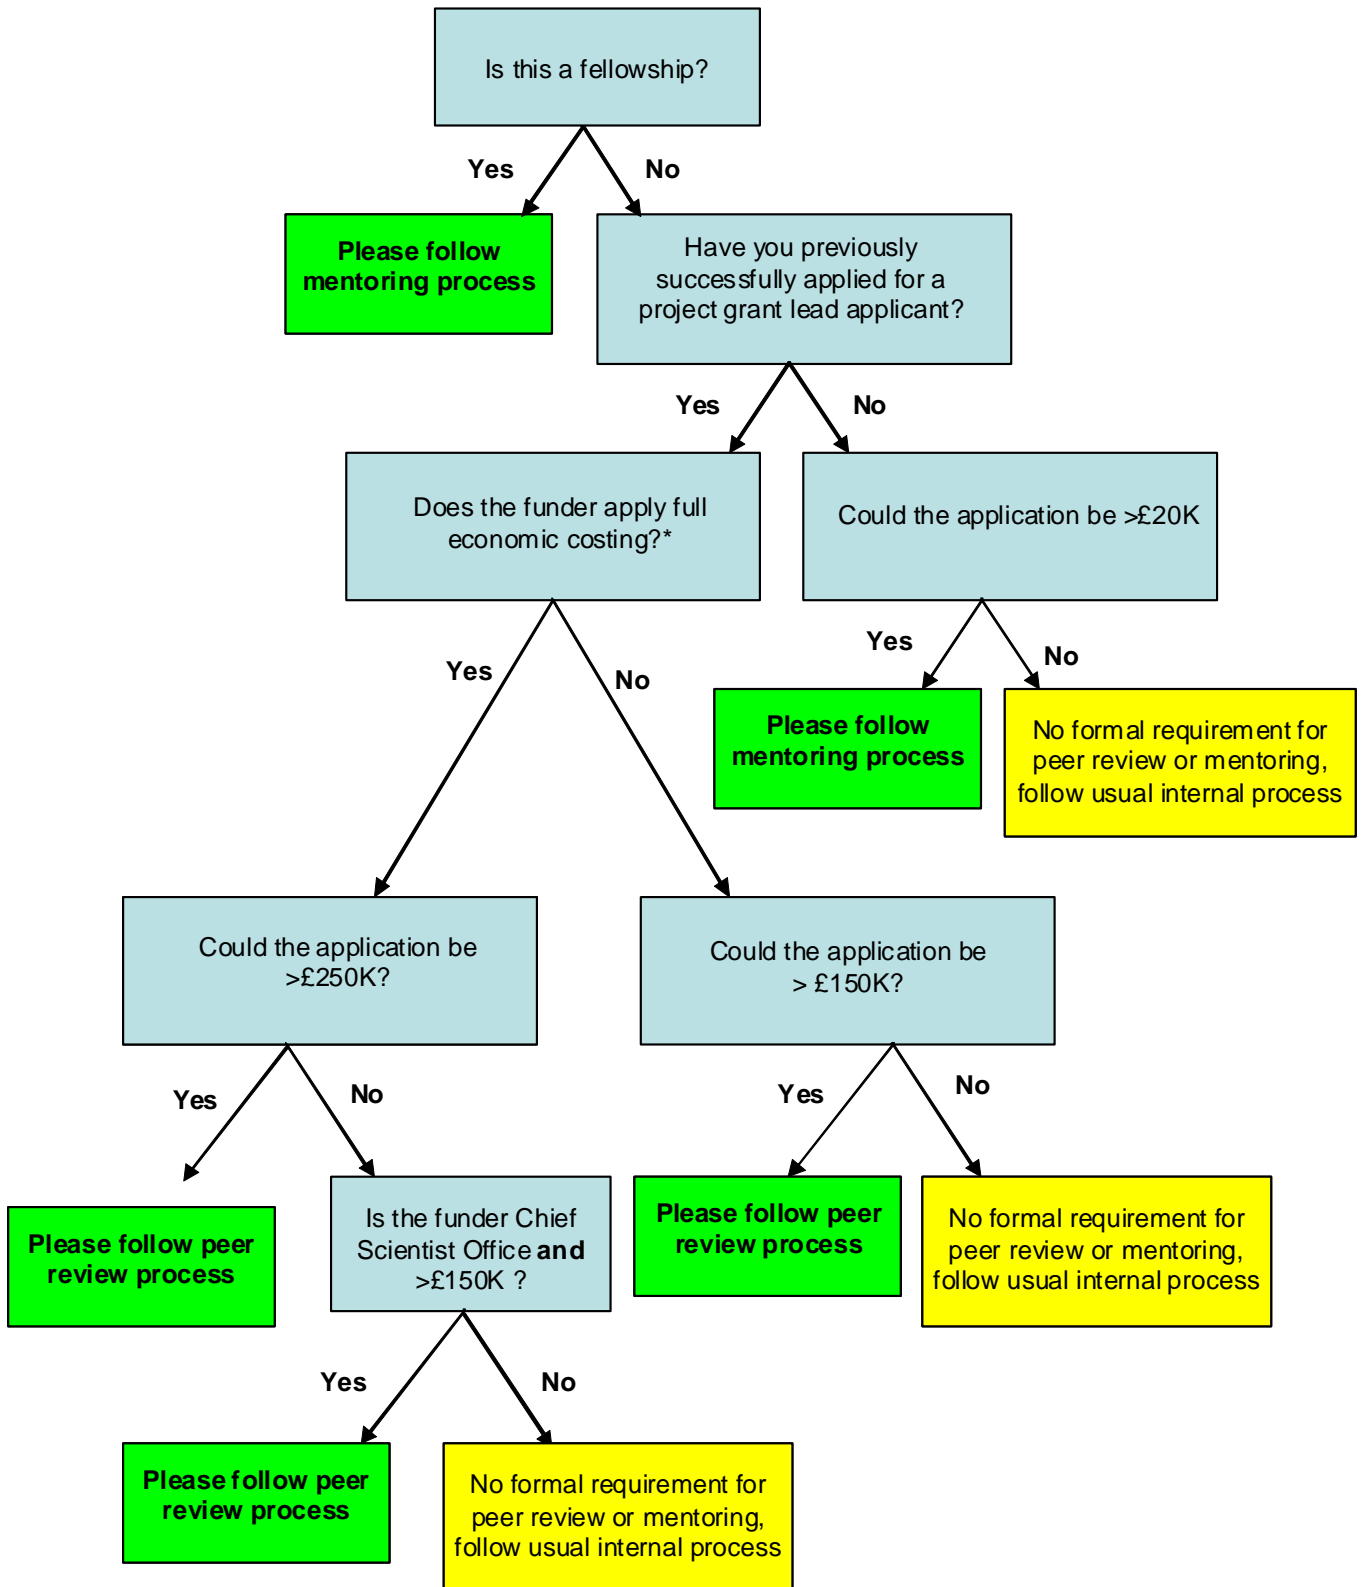 Is this a fellowship?
Yes
No
Please follow
mentoring process
Have you previously
successfully applied for a
project grant lead applicant?
Yes
No
Does the funder apply full
economic costing?*
Could the application be >£20K
Yes
No
Yes
No
Please follow
mentoring process
No formal requirement for
peer review or mentoring,
follow usual internal process
Could the application be
>£250K?
Could the application be
> £150K?
Yes
No
Yes
No
Please follow peer
review process
Is the funder Chief
Scientist Office and
>£150K ?
Please follow peer
review process
No formal requirement for
peer review or mentoring,
follow usual internal process
Yes
No
Please follow peer
review process
No formal requirement for
peer review or mentoring,
follow usual internal process